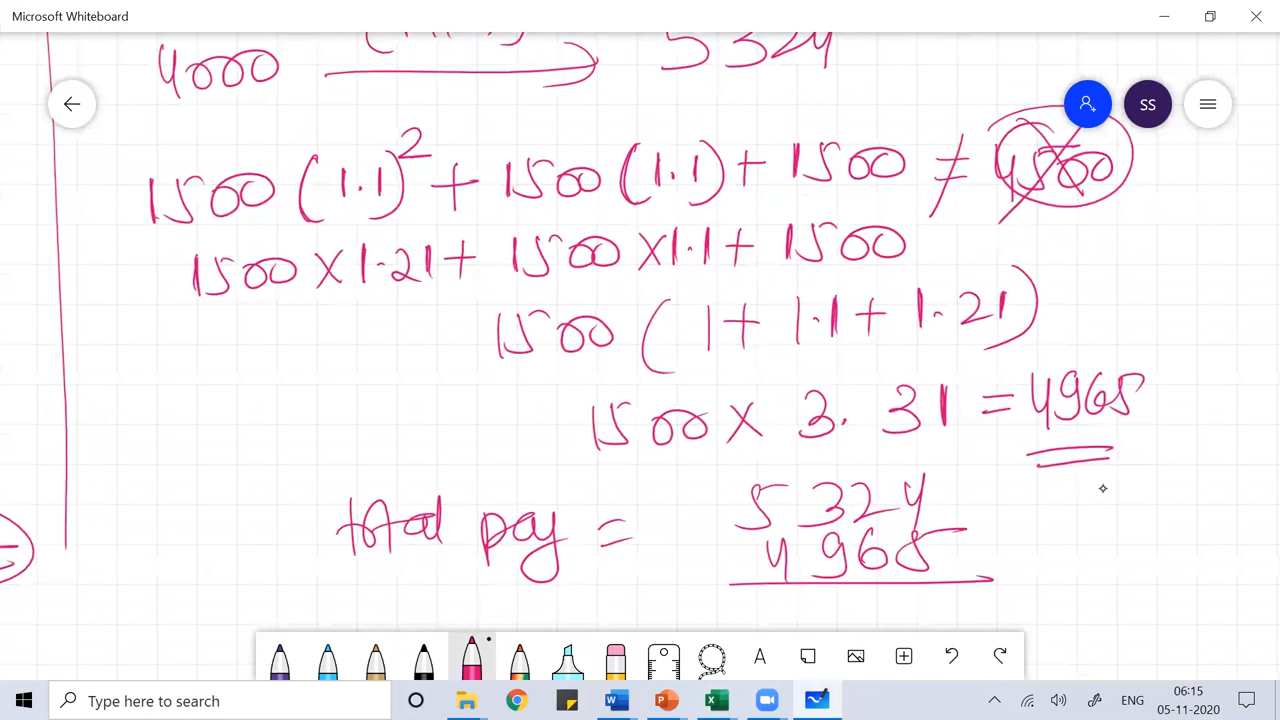 Microsoft Whiteboard
4000 → 5324
SS
1500 (1.1)² + 1500 (1.1) + 1500 ≠ 4500
1500 × 1.21 + 1500 × 1.1 + 1500
1500 (1 + 1.1 + 1.21)
1500 × 3.31 = 4965
5324
total pay =
4965
A
Type here to search
ENG
06:15
05-11-2020